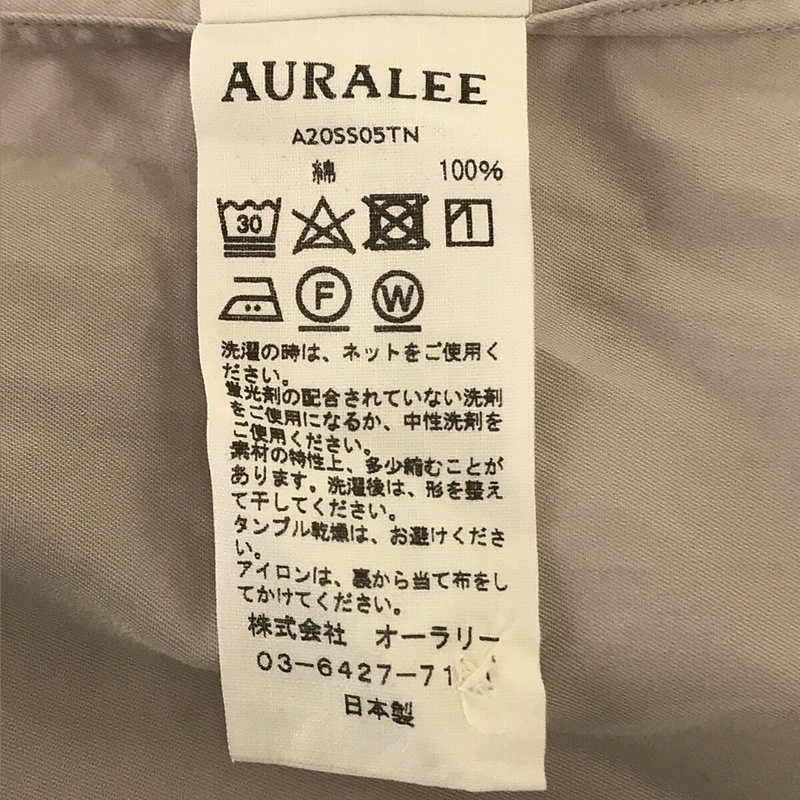 AURALEE
A20SS05TN
綿 100%
30
F W
洗濯の時は、ネットをご使用く
ださい。
蛍光剤の配合されていない洗剤
をご使用になるか、中性洗剤を
ご使用ください。
素材の特性上、多少縮むことが
あります。洗濯後は、形を整え
て干してください。
タンブル乾燥は、お避けくださ
い。
アイロンは、裏から当て布をし
てかけてください。
株式会社 オーラリー
03-6427-71
日本製